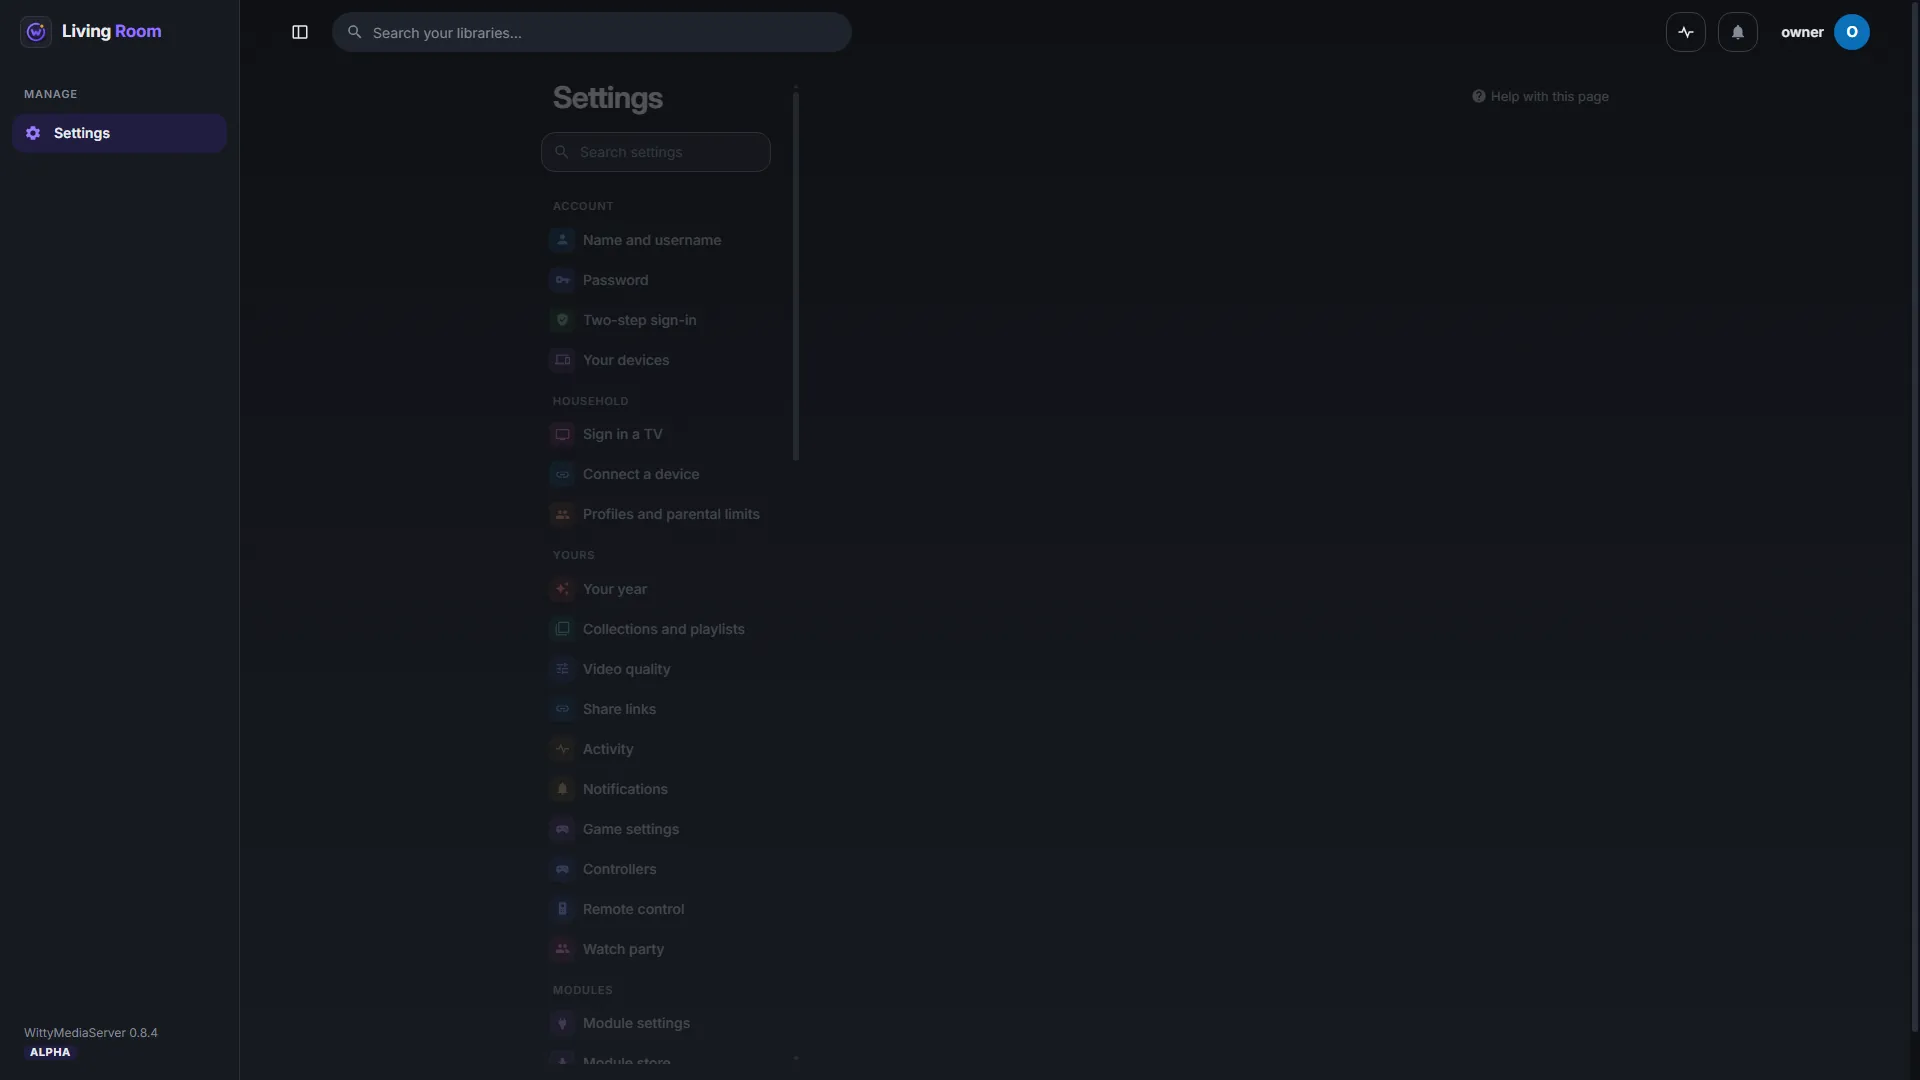 Living Room
Search your libraries...
owner
O
MANAGE
Settings
Settings
Help with this page
Search settings
ACCOUNT
Name and username
Password
Two-step sign-in
Your devices
HOUSEHOLD
Sign in a TV
Connect a device
Profiles and parental limits
YOURS
Your year
Collections and playlists
Video quality
Share links
Activity
Notifications
Game settings
Controllers
Remote control
Watch party
MODULES
Module settings
Module store
WittyMediaServer 0.8.4
ALPHA